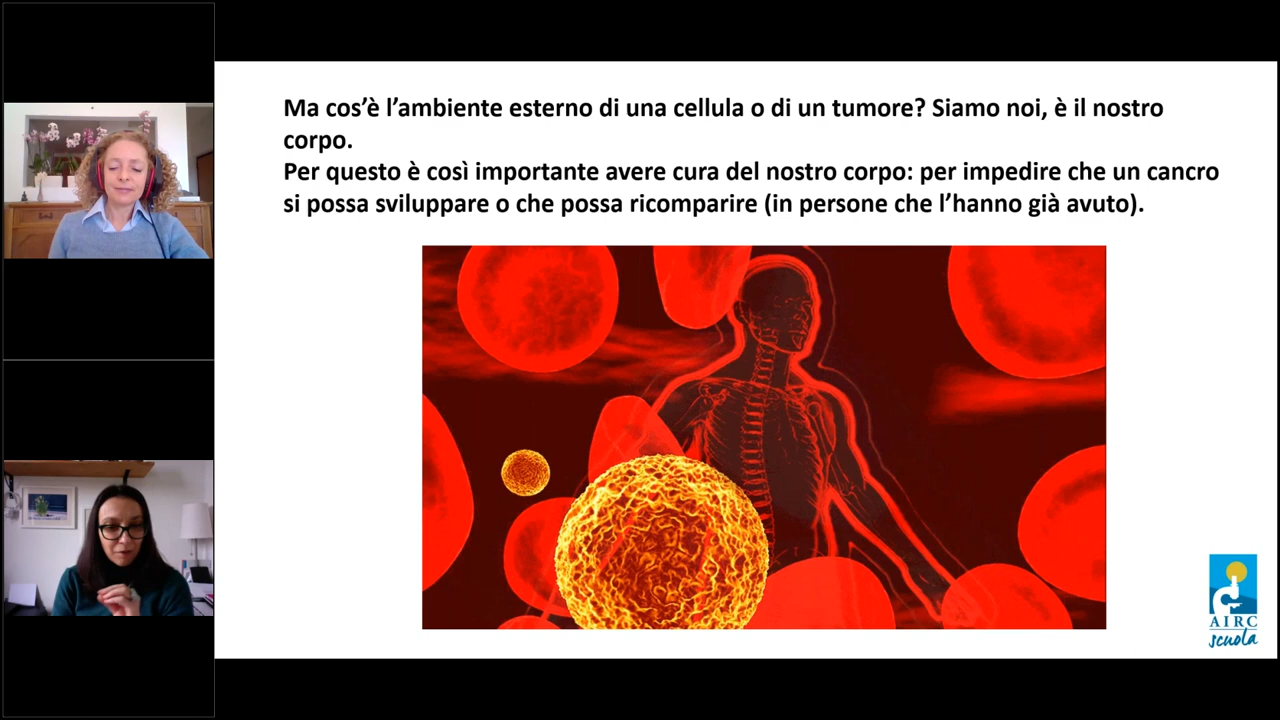 Ma cos'è l'ambiente esterno di una cellula o di un tumore? Siamo noi, è il nostro
corpo.
Per questo è così importante avere cura del nostro corpo: per impedire che un cancro
si possa sviluppare o che possa ricomparire (in persone che l'hanno già avuto).
AIRC
scuola